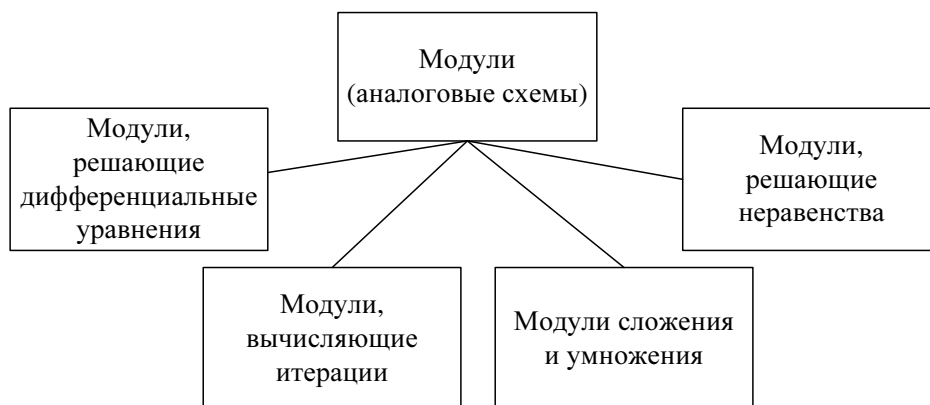 Модули
(аналоговые схемы)
Модули,
решающие
дифференциальные
уравнения
Модули,
решающие
неравенства
Модули,
вычисляющие
итерации
Модули сложения
и умножения